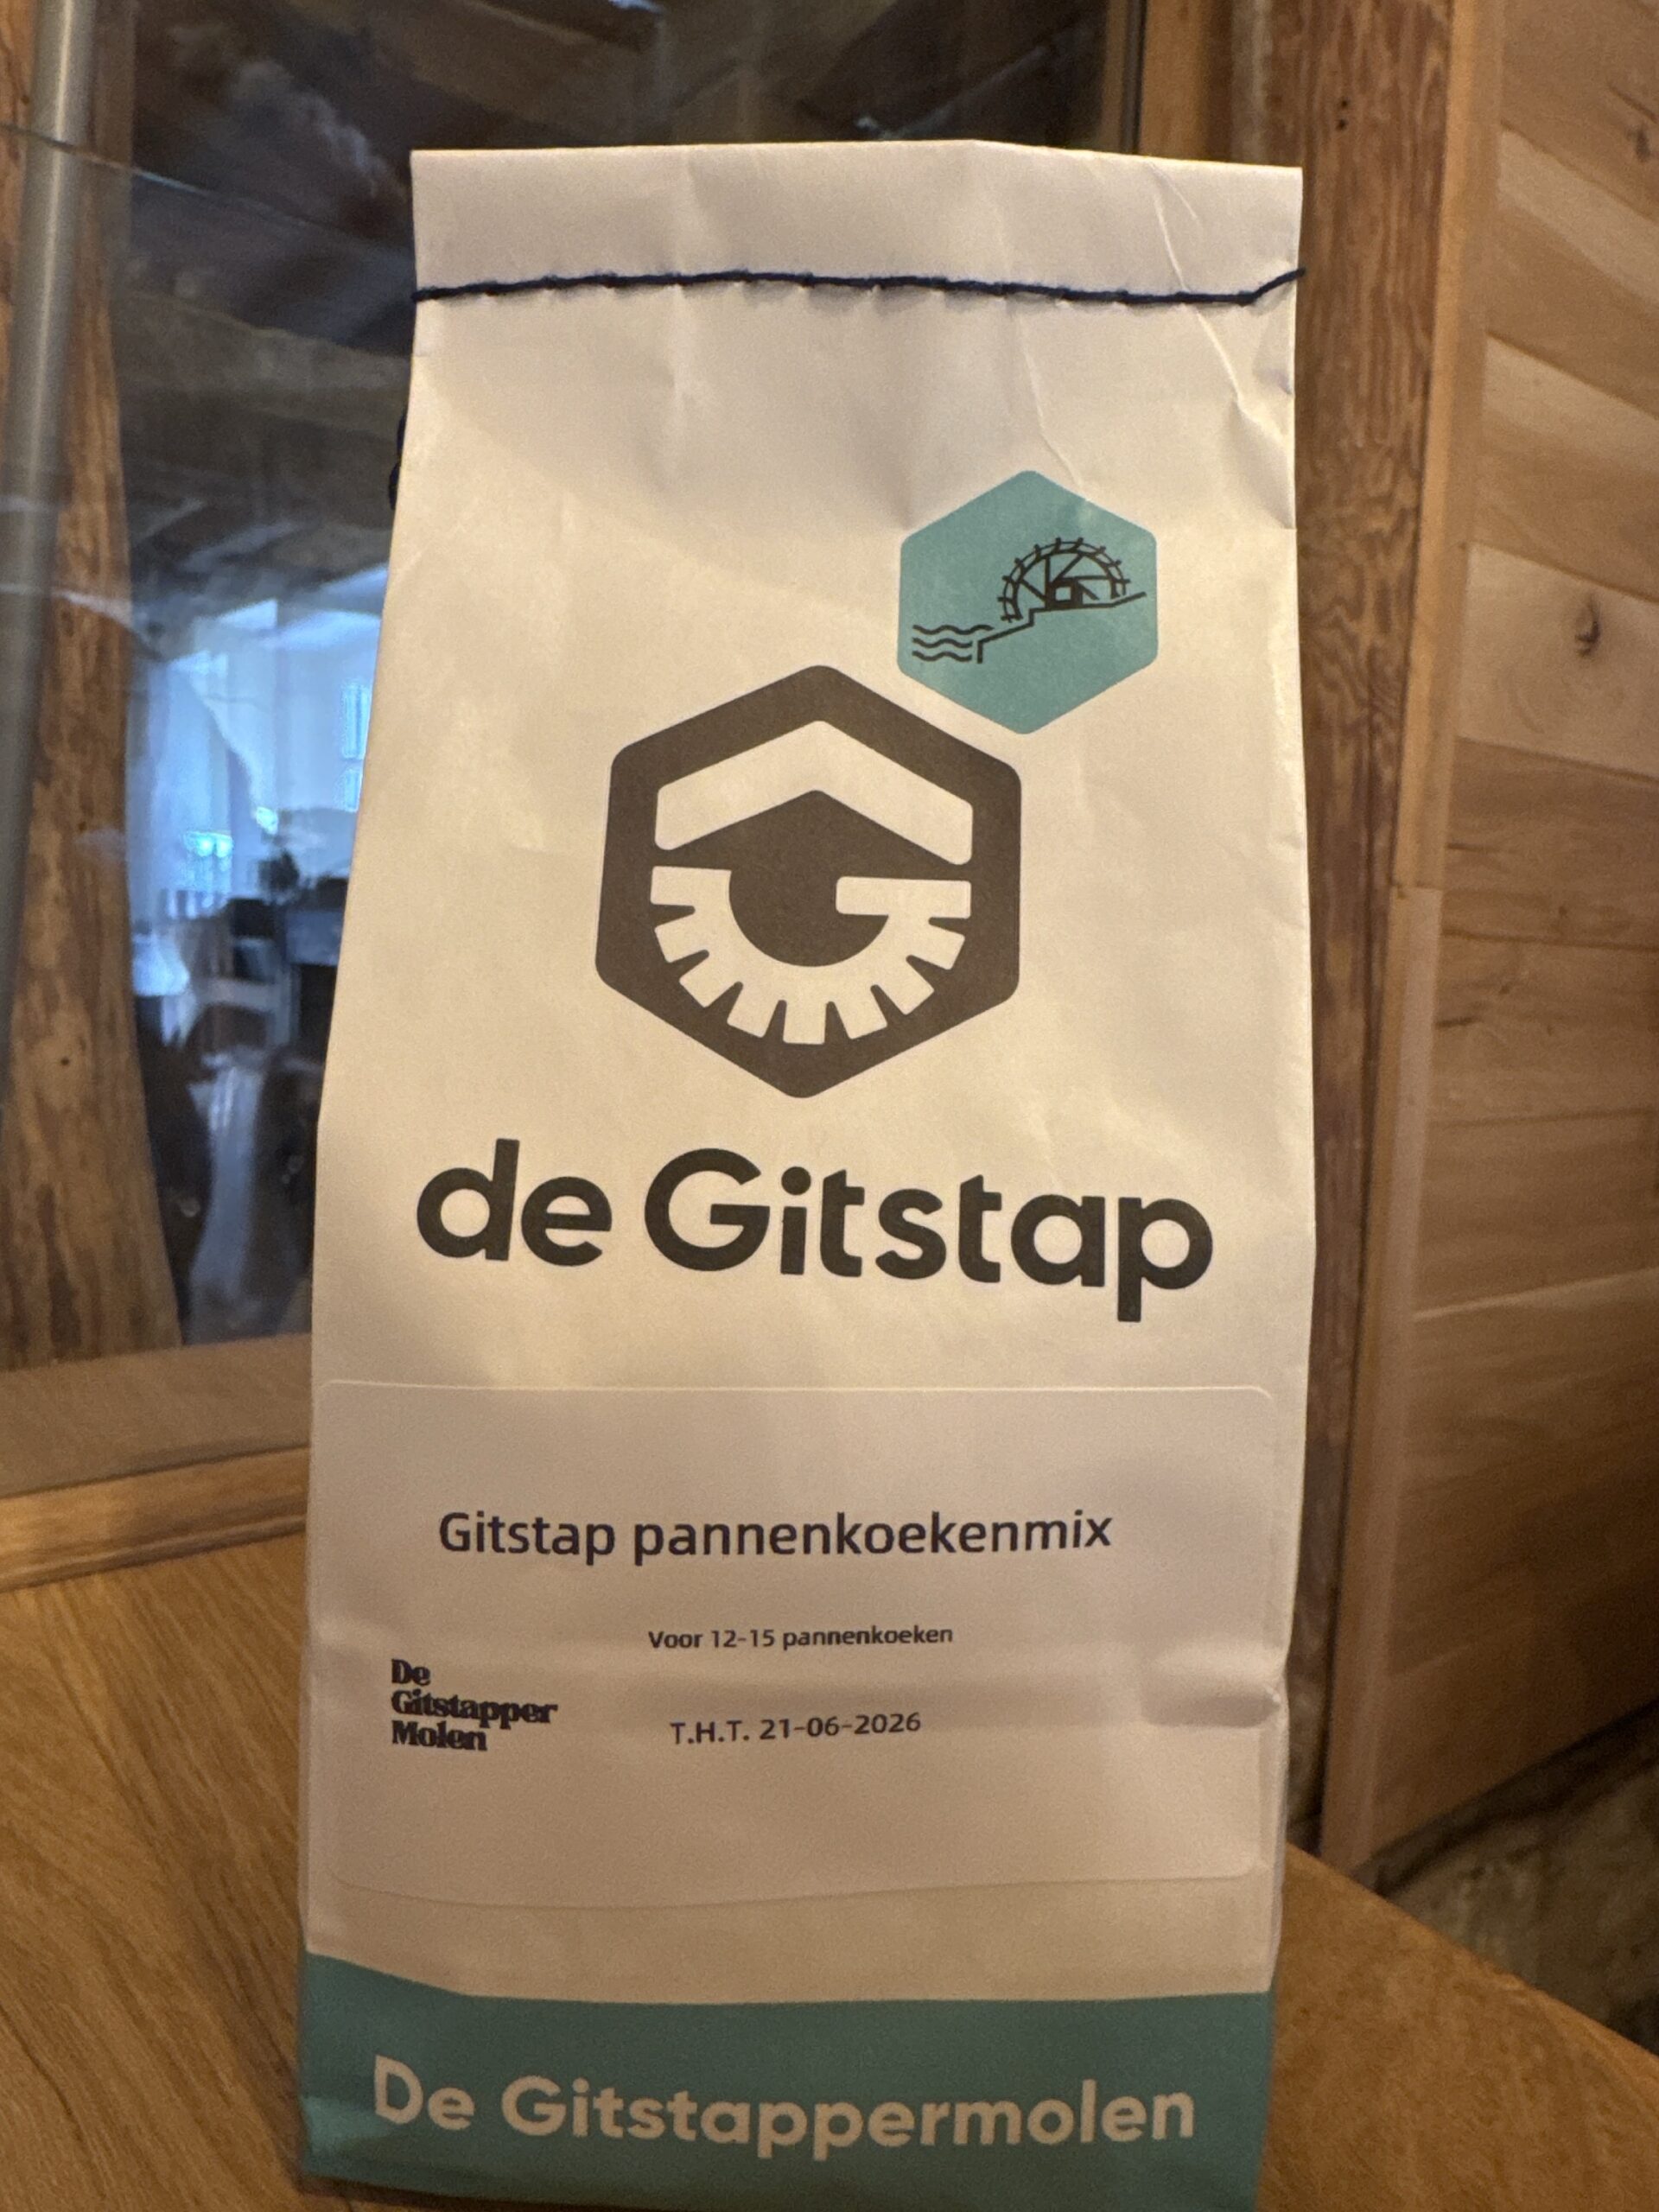 de Gitstap
Gitstap pannenkoekenmix
Voor 12-15 pannenkoeken
De
Gitstapper
Molen
T.H.T. 21-06-2026
De Gitstappermolen